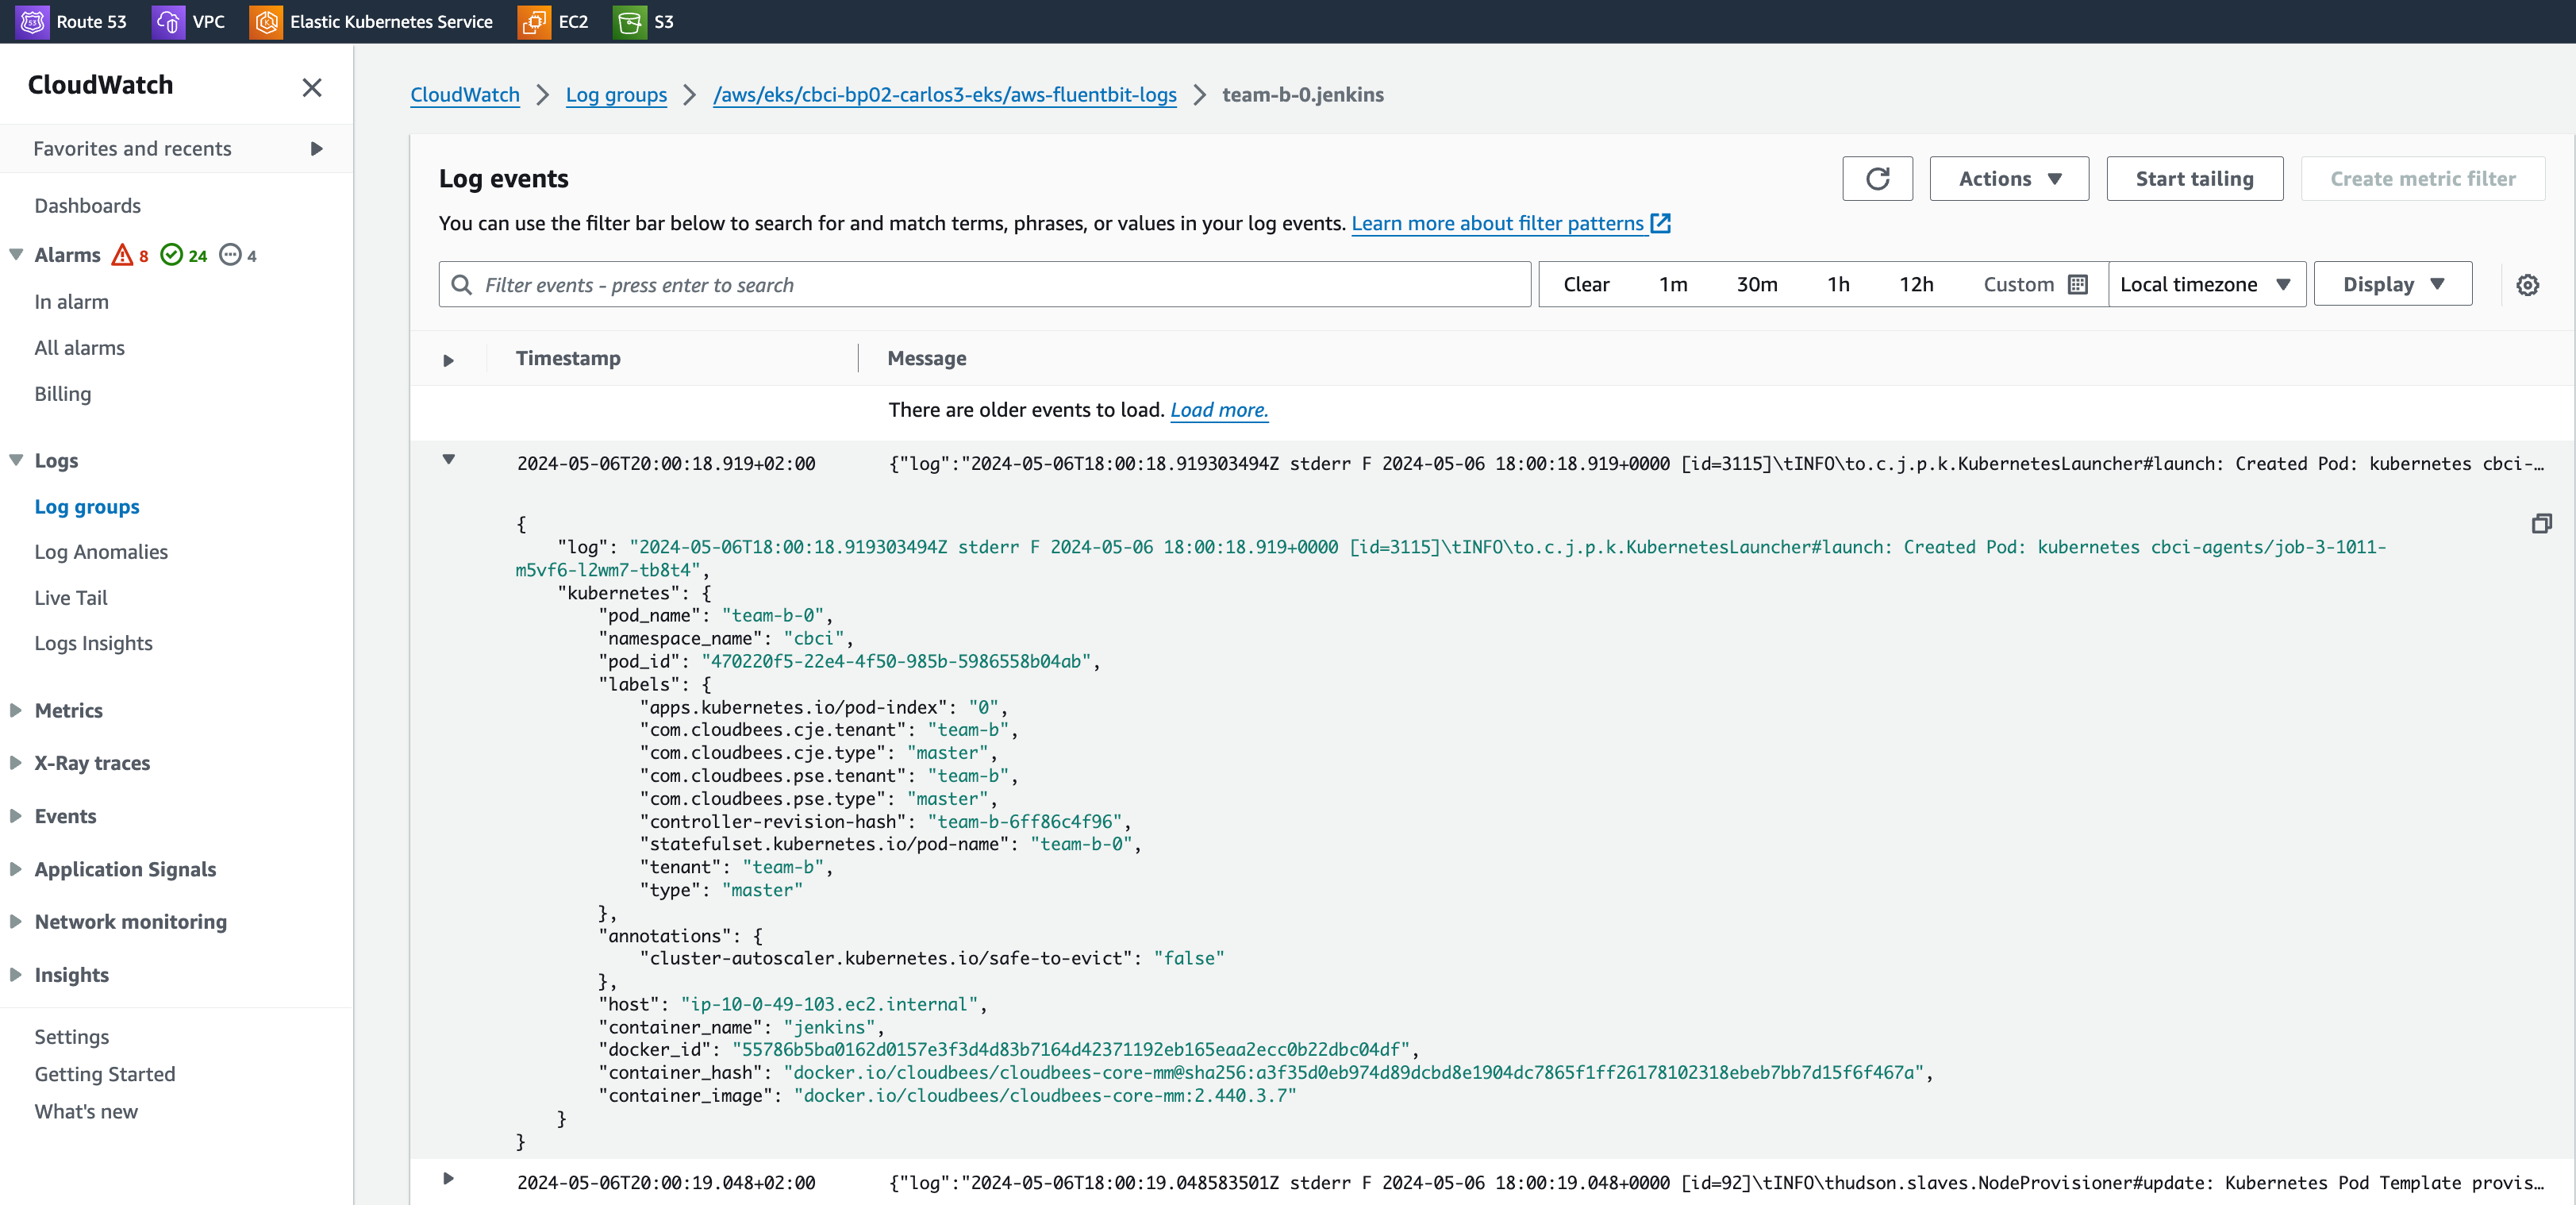 Route 53 VPC Elastic Kubernetes Service EC2 S3
CloudWatch
Favorites and recents
Dashboards
Alarms 8 24 4
In alarm
All alarms
Billing
Logs
Log groups
Log Anomalies
Live Tail
Logs Insights
Metrics
X-Ray traces
Events
Application Signals
Network monitoring
Insights
Settings
Getting Started
What's new
CloudWatch Log groups /aws/eks/cbci-bp02-carlos3-eks/aws-fluentbit-logs team-b-0.jenkins
Log events
Actions Start tailing Create metric filter
You can use the filter bar below to search for and match terms, phrases, or values in your log events. Learn more about filter patterns
Filter events - press enter to search Clear 1m 30m 1h 12h Custom Local timezone Display
Timestamp Message
There are older events to load. Load more.
2024-05-06T20:00:18.919+02:00 {"log":"2024-05-06T18:00:18.919303494Z stderr F 2024-05-06 18:00:18.919+0000 [id=3115]\tINFO\to.c.j.p.k.KubernetesLauncher#launch: Created Pod: kubernetes cbci-…
{
"log": "2024-05-06T18:00:18.919303494Z stderr F 2024-05-06 18:00:18.919+0000 [id=3115]\tINFO\to.c.j.p.k.KubernetesLauncher#launch: Created Pod: kubernetes cbci-agents/job-3-1011-
m5vf6-l2wm7-tb8t4",
"kubernetes": {
"pod_name": "team-b-0",
"namespace_name": "cbci",
"pod_id": "470220f5-22e4-4f50-985b-5986558b04ab",
"labels": {
"apps.kubernetes.io/pod-index": "0",
"com.cloudbees.cje.tenant": "team-b",
"com.cloudbees.cje.type": "master",
"com.cloudbees.pse.tenant": "team-b",
"com.cloudbees.pse.type": "master",
"controller-revision-hash": "team-b-6ff86c4f96",
"statefulset.kubernetes.io/pod-name": "team-b-0",
"tenant": "team-b",
"type": "master"
},
"annotations": {
"cluster-autoscaler.kubernetes.io/safe-to-evict": "false"
},
"host": "ip-10-0-49-103.ec2.internal",
"container_name": "jenkins",
"docker_id": "55786b5ba0162d0157e3f3d4d83b7164d42371192eb165eaa2ecc0b22dbc04df",
"container_hash": "docker.io/cloudbees/cloudbees-core-mm@sha256:a3f35d0eb974d89dcbd8e1904dc7865f1ff26178102318ebeb7bb7d15f6f467a",
"container_image": "docker.io/cloudbees/cloudbees-core-mm:2.440.3.7"
}
}
2024-05-06T20:00:19.048+02:00 {"log":"2024-05-06T18:00:19.048583501Z stderr F 2024-05-06 18:00:19.048+0000 [id=92]\tINFO\thudson.slaves.NodeProvisioner#update: Kubernetes Pod Template provis…